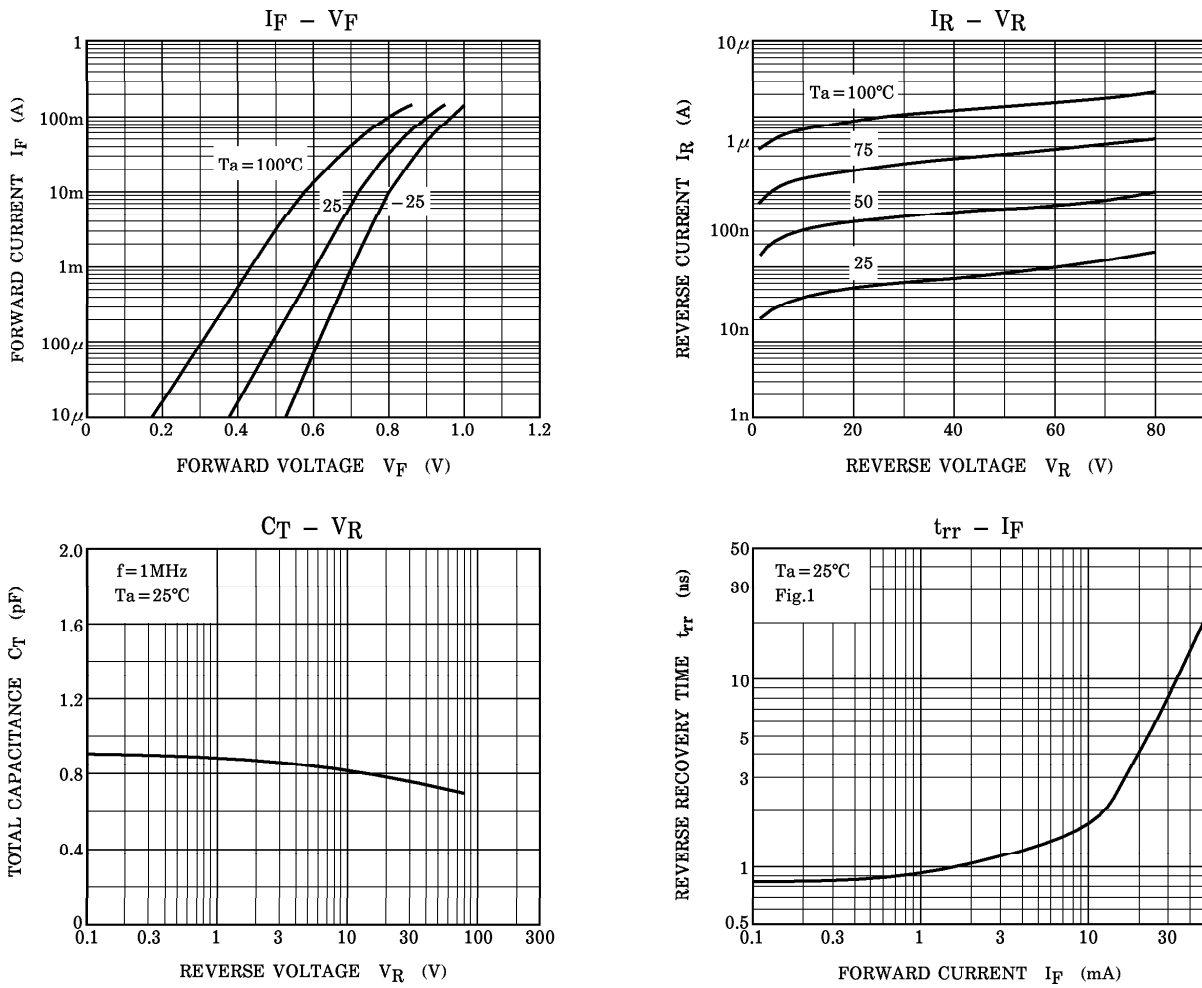 IF − VF
FORWARD CURRENT IF (A)
1
100m
10m
1m
100μ
10μ
Ta=100°C
25
−25
0 0.2 0.4 0.6 0.8 1.0 1.2
FORWARD VOLTAGE VF (V)
IR − VR
REVERSE CURRENT IR (A)
10μ
1μ
100n
10n
1n
Ta=100°C
75
50
25
0 20 40 60 80
REVERSE VOLTAGE VR (V)
CT − VR
TOTAL CAPACITANCE CT (pF)
2.0
1.6
1.2
0.8
0.4
0
f=1MHz
Ta=25°C
0.1 0.3 1 3 10 30 100 300
REVERSE VOLTAGE VR (V)
trr − IF
REVERSE RECOVERY TIME trr (ns)
50
30
10
5
3
1
0.5
Ta=25°C
Fig.1
0.1 0.3 1 3 10 30
FORWARD CURRENT IF (mA)